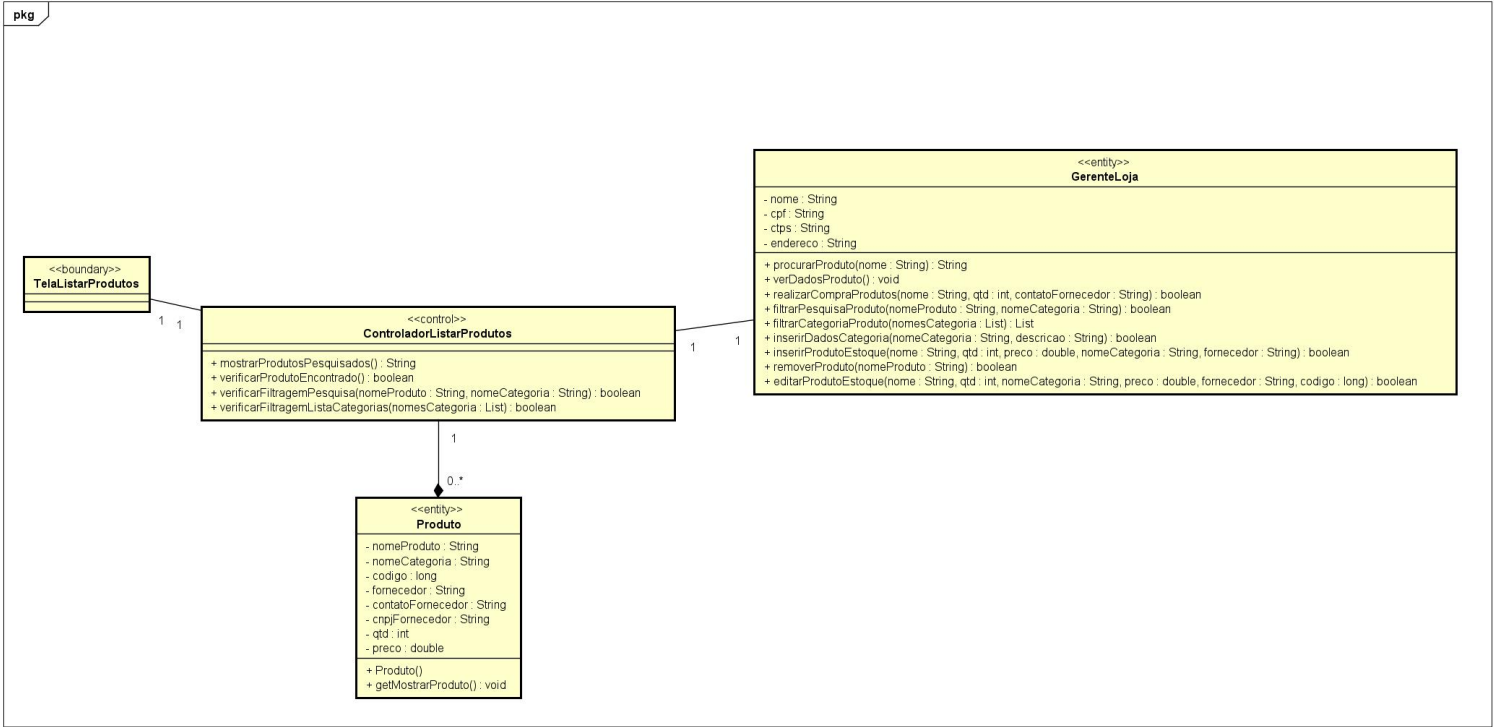 pkg
<<boundary>>
TelaListarProdutos
1
1
<<control>>
ControladorListarProdutos
+ mostrarProdutosPesquisados() : String
+ verificarProdutoEncontrado() : boolean
+ verificarFiltragemPesquisa(nomeProduto : String, nomeCategoria : String) : boolean
+ verificarFiltragemListaCategorias(nomesCategoria : List) : boolean
1
1
<<entity>>
GerenteLoja
- nome : String
- cpf : String
- ctps : String
- endereco : String
+ procurarProduto(nome : String) : String
+ verDadosProduto() : void
+ realizarCompraProdutos(nome : String, qtd : int, contatoFornecedor : String) : boolean
+ filtrarPesquisaProduto(nomeProduto : String, nomeCategoria : String) : boolean
+ filtrarCategoriaProduto(nomesCategoria : List) : List
+ inserirDadosCategoria(nomeCategoria : String, descricao : String) : boolean
+ inserirProdutoEstoque(nome : String, qtd : int, preco : double, nomeCategoria : String, fornecedor : String) : boolean
+ removerProduto(nomeProduto : String) : boolean
+ editarProdutoEstoque(nome : String, qtd : int, nomeCategoria : String, preco : double, fornecedor : String, codigo : long) : boolean
1
0..*
<<entity>>
Produto
- nomeProduto : String
- nomeCategoria : String
- codigo : long
- fornecedor : String
- contatoFornecedor : String
- cnpjFornecedor : String
- qtd : int
- preco : double
+ Produto()
+ getMostrarProduto() : void